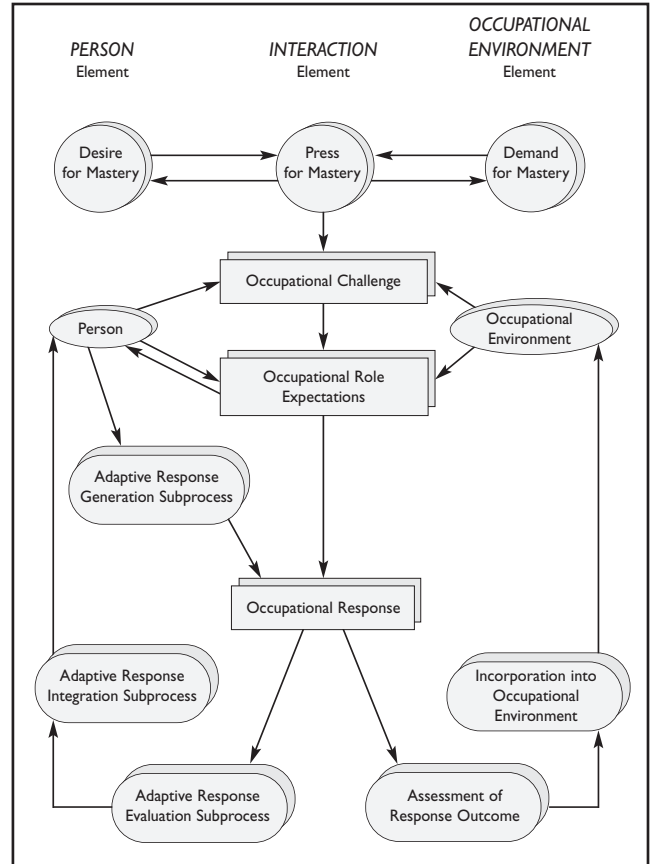 PERSON
Element
INTERACTION
Element
OCCUPATIONAL
ENVIRONMENT
Element
Desire
for Mastery
Press
for Mastery
Demand
for Mastery
Occupational Challenge
Person
Occupational
Environment
Occupational Role
Expectations
Adaptive Response
Generation Subprocess
Occupational Response
Adaptive Response
Integration Subprocess
Incorporation into
Occupational
Environment
Adaptive Response
Evaluation Subprocess
Assessment of
Response Outcome